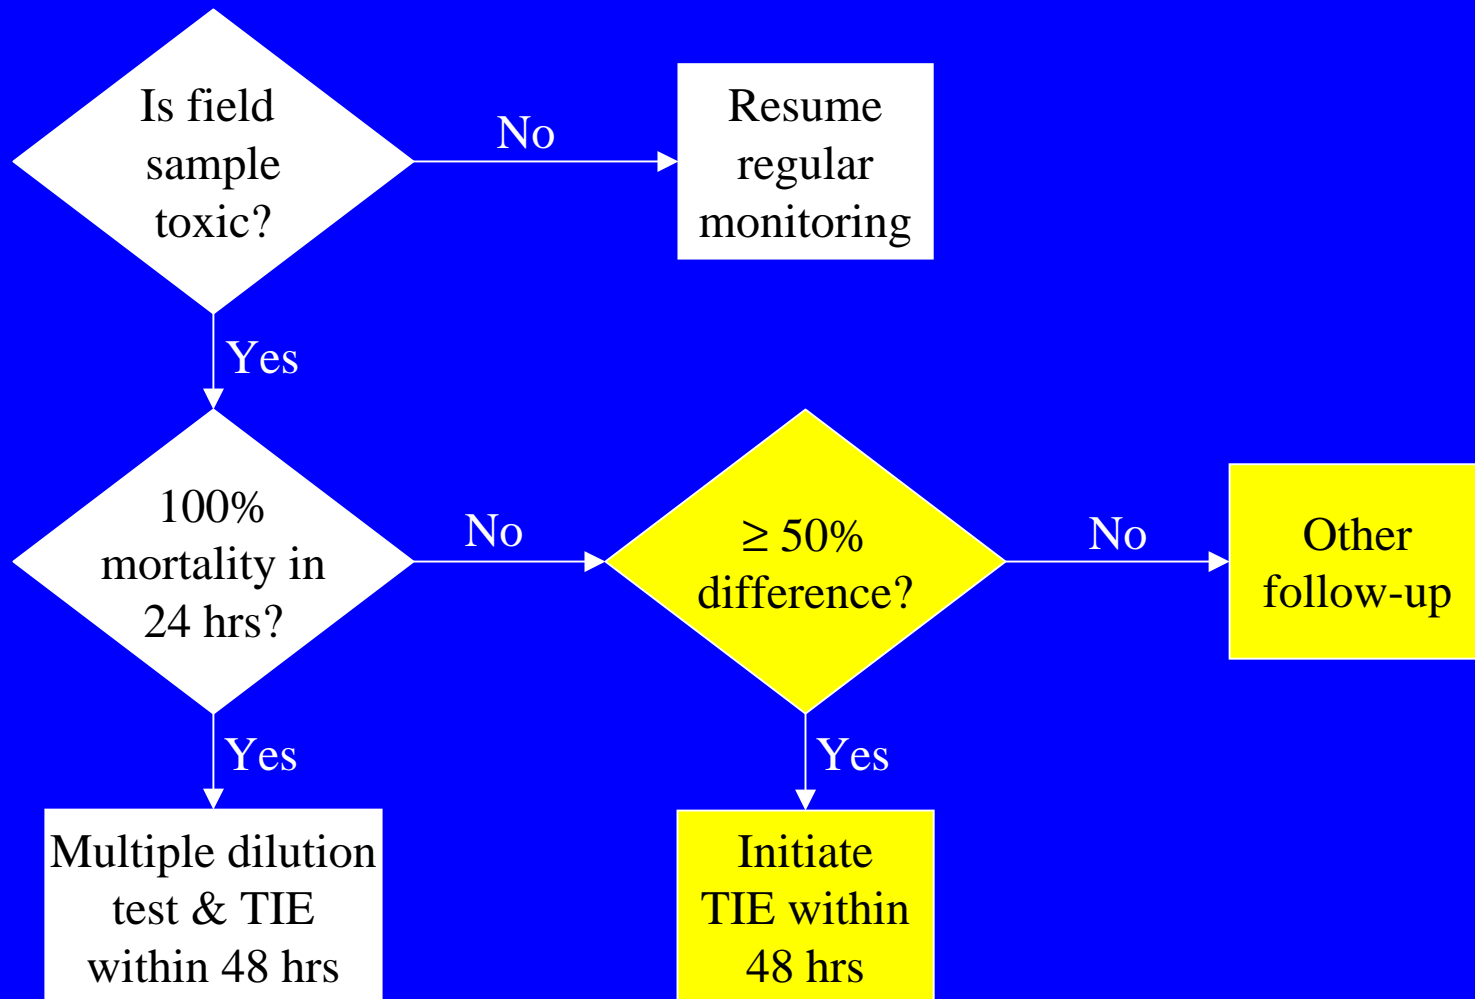 Is field
sample
toxic?
No
Resume
regular
monitoring
Yes
100%
mortality in
24 hrs?
No
≥ 50%
difference?
No
Other
follow-up
Yes
Multiple dilution
test & TIE
within 48 hrs
Yes
Initiate
TIE within
48 hrs